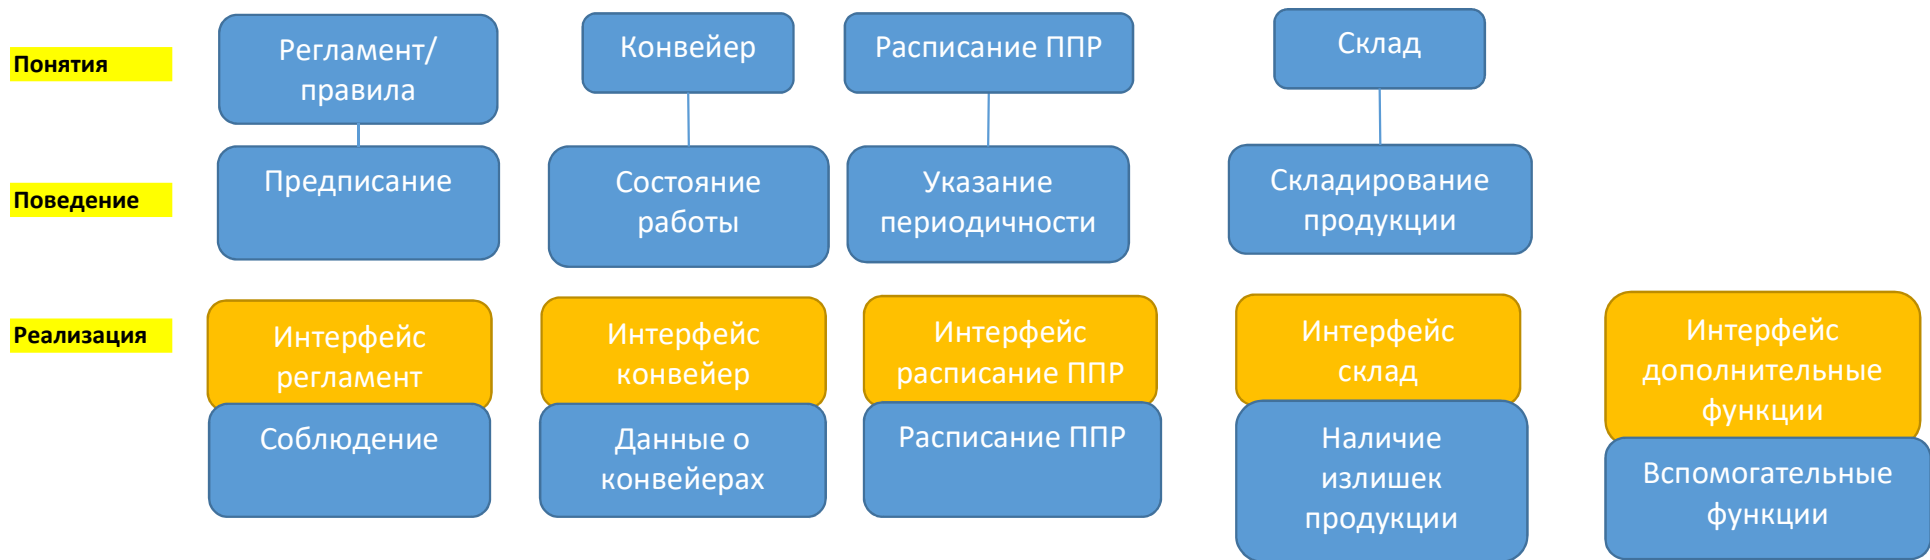 Понятия
Регламент/
правила
Конвейер
Расписание ППР
Склад
Поведение
Предписание
Состояние
работы
Указание
периодичности
Складирование
продукции
Реализация
Интерфейс
регламент
Интерфейс
конвейер
Интерфейс
расписание ППР
Интерфейс
склад
Интерфейс
дополнительные
функции
Соблюдение
Данные о
конвейерах
Расписание ППР
Наличие
излишек
продукции
Вспомогательные
функции